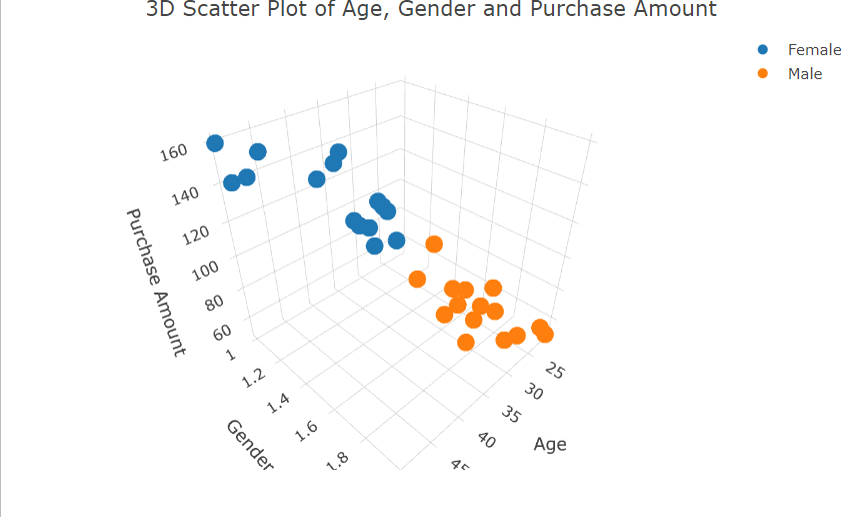 3D Scatter Plot of Age, Gender and Purchase Amount
Female
Male
160
140
120
100
80
60
Purchase Amount
1
1.2
1.4
1.6
1.8
Gender
25
30
35
40
45
Age